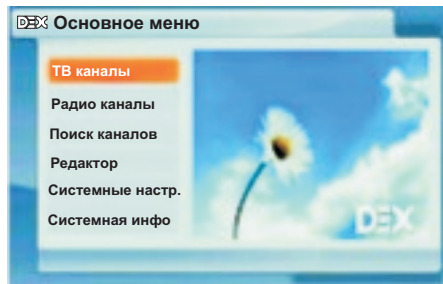 DEX Основное меню
ТВ каналы
Радио каналы
Поиск каналов
Редактор
Системные настр.
Системная инфо
DEX